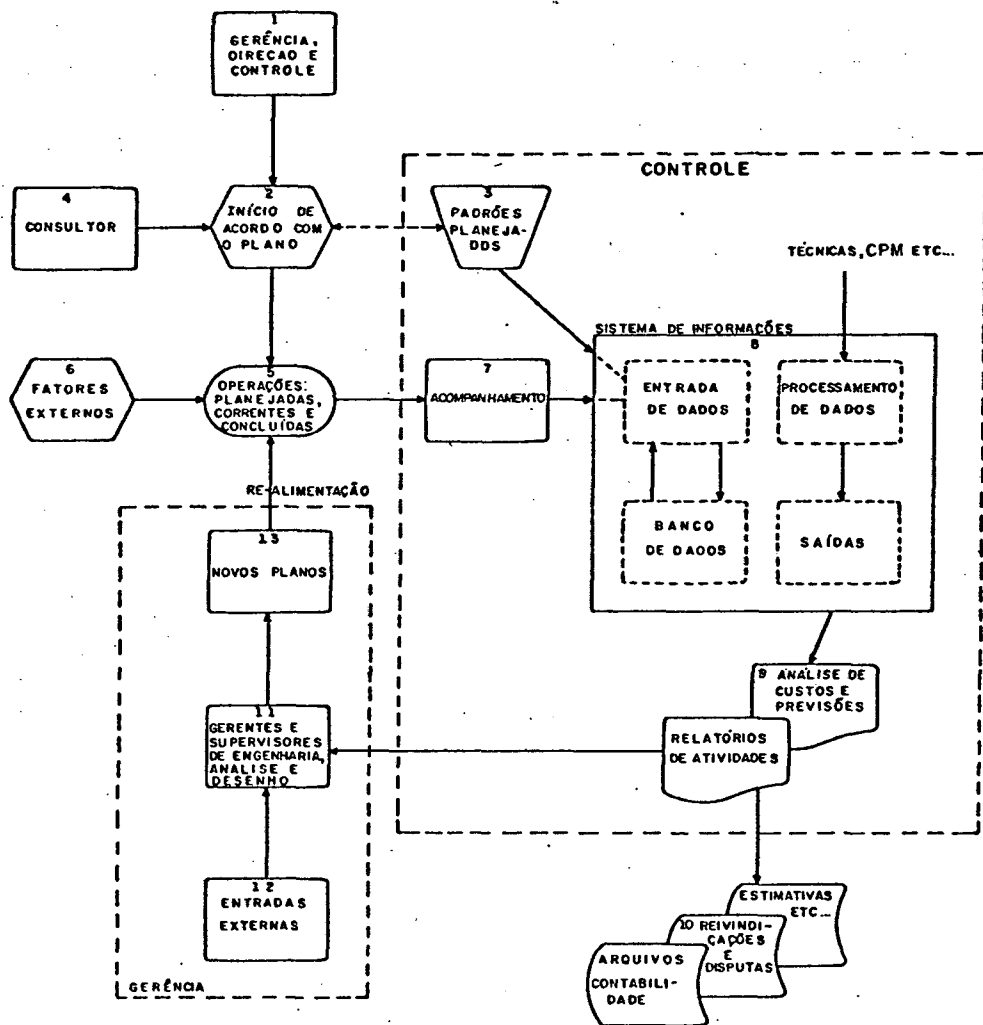 1
GERÊNCIA,
DIRECAO E
CONTROLE
CONTROLE
4
CONSULTOR
2
INÍCIO DE
ACORDO COM
O PLANO
3
PADRÕES
PLANEJA-
DDS
TÉCNICAS, CPM ETC...
SISTEMA DE INFORMAÇÕES
8
6
FATORES
EXTERNOS
5
OPERAÇÕES:
PLANEJADAS,
CORRENTES E
CONCLUÍDAS
7
ACOMPANHAMENTO
ENTRADA
DE DADOS
PROCESSAMENTO
DE DADOS
BANCO
DE DAOOS
SAÍDAS
RE-ALIMENTAÇÃO
13
NOVOS PLANOS
9 ANÁLISE DE
CUSTOS E
PREVISÕES
RELATÓRIOS
DE ATIVIDADES
11
GERENTES E
SUPERVISORES
DE ENGENHARIA,
ANALISE E
DESENHO
12
ENTRADAS
EXTERNAS
GERÊNCIA
ESTIMATIVAS
ETC...
10 REIVINDI-
CAÇÕES
E
DISPUTAS
ARQUIVOS
CONTABILI-
DADE